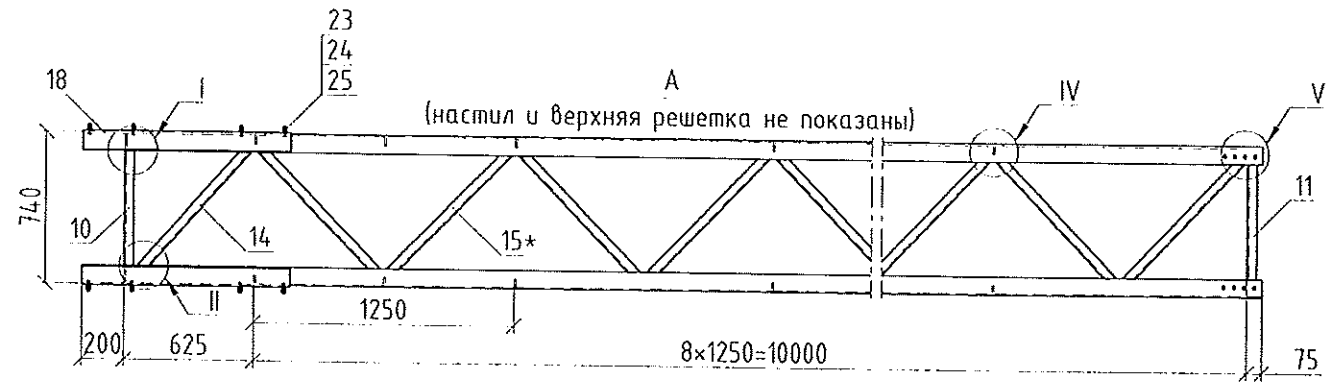 23
24
25
18
I
А
(настил и верхняя решетка не показаны)
IV
V
740
10
14
15*
11
II
1250
200
625
8×1250=10000
75